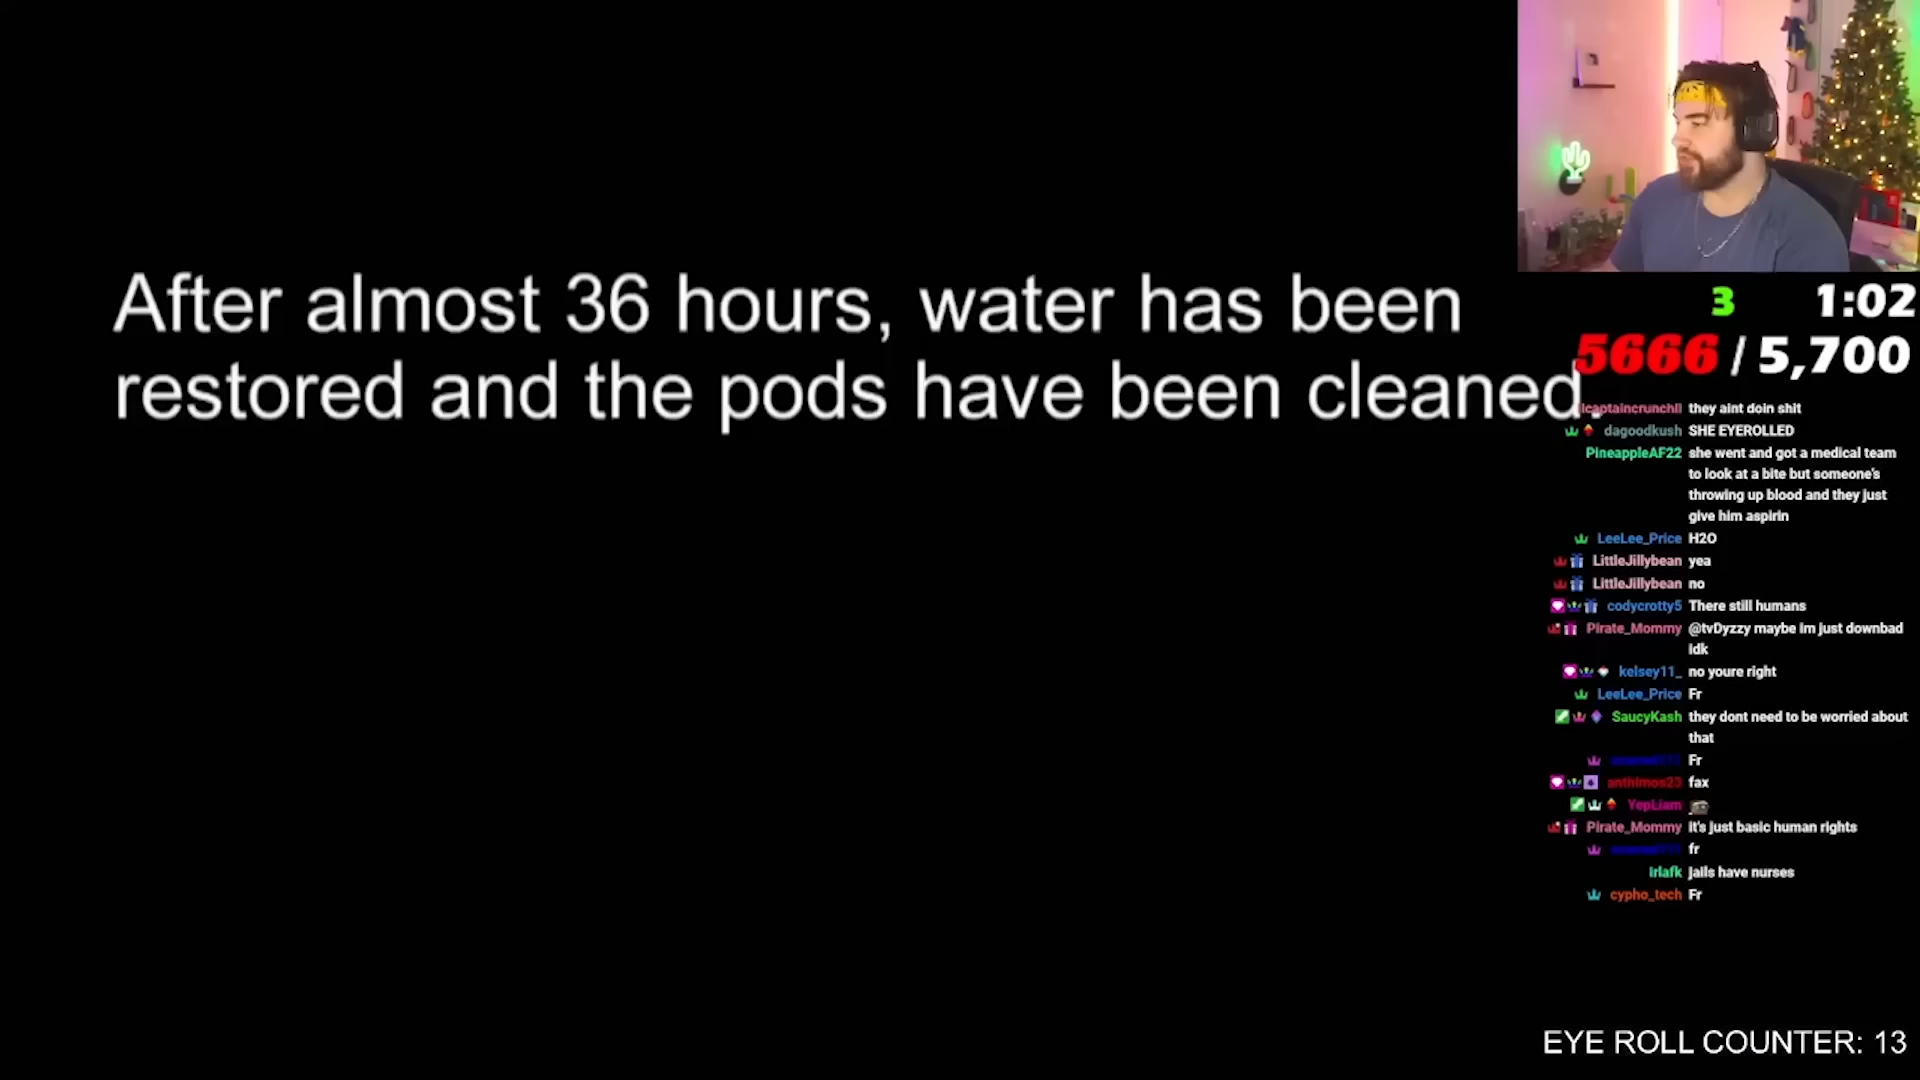 After almost 36 hours, water has been
restored and the pods have been cleaned.
3 1:02
5666 / 5,700
lcaptaincrunchll they aint doin shit
dagoodkush SHE EYEROLLED
PineappleAF22 she went and got a medical team
to look at a bite but someone's
throwing up blood and they just
give him aspirin
LeeLee_Price H2O
LittleJillybean yea
LittleJillybean no
codycrotty5 There still humans
Pirate_Mommy @tvDyzzy maybe im just downbad
idk
kelsey11_ no youre right
LeeLee_Price Fr
SaucyKash they dont need to be worried about
that
Fr
anthimos23 fax
YepLiam
Pirate_Mommy it's just basic human rights
fr
irlafk jails have nurses
cypho_tech Fr
EYE ROLL COUNTER: 13